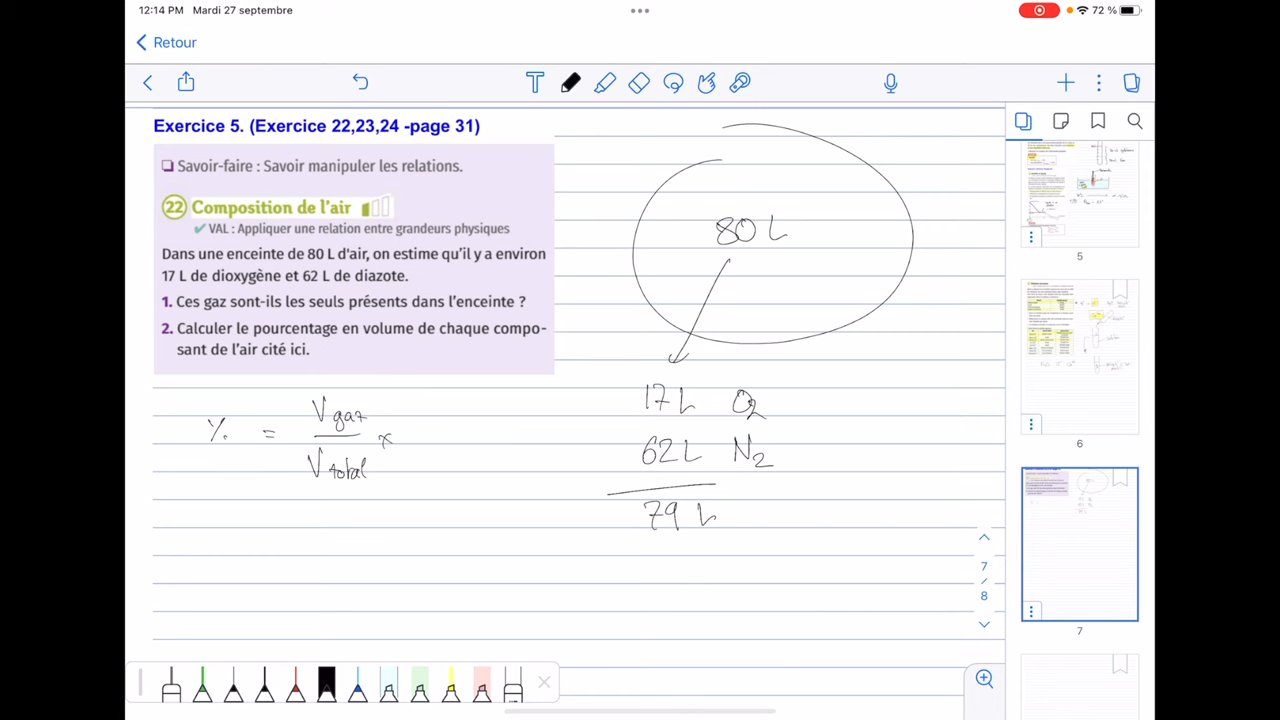 12:14 PM Mardi 27 septembre
72 %
Retour
Exercice 5. (Exercice 22,23,24 -page 31)
Savoir-faire: Savoir manipuler les relations.
22 Composition de l'air
VAL : Appliquer une relation entre grandeurs physiques
Dans une enceinte de 80 L d'air, on estime qu'il y a environ
17 L de dioxygène et 62 L de diazote.
1. Ces gaz sont-ils les seuls présents dans l'enceinte ?
2. Calculer le pourcentage en volume de chaque compo-
sant de l'air cité ici.
80 L
17 L O2
62 L N2
79 L
% = V gaz / V total x
5
6
7
7
/
8